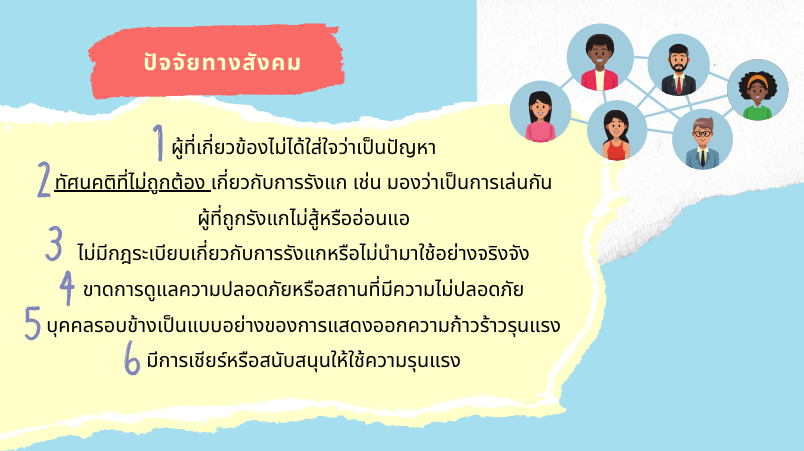 ปัจจัยทางสังคม
1 ผู้ที่เกี่ยวข้องไม่ได้ใส่ใจว่าเป็นปัญหา
2 ทัศนคติที่ไม่ถูกต้อง เกี่ยวกับการรังแก เช่น มองว่าเป็นการเล่นกัน
ผู้ที่ถูกรังแกไม่สู้หรืออ่อนแอ
3 ไม่มีกฎระเบียบเกี่ยวกับการรังแกหรือไม่นำมาใช้อย่างจริงจัง
4 ขาดการดูแลความปลอดภัยหรือสถานที่มีความไม่ปลอดภัย
5 บุคคลรอบข้างเป็นแบบอย่างของการแสดงออกความก้าวร้าวรุนแรง
6 มีการเชียร์หรือสนับสนุนให้ใช้ความรุนแรง